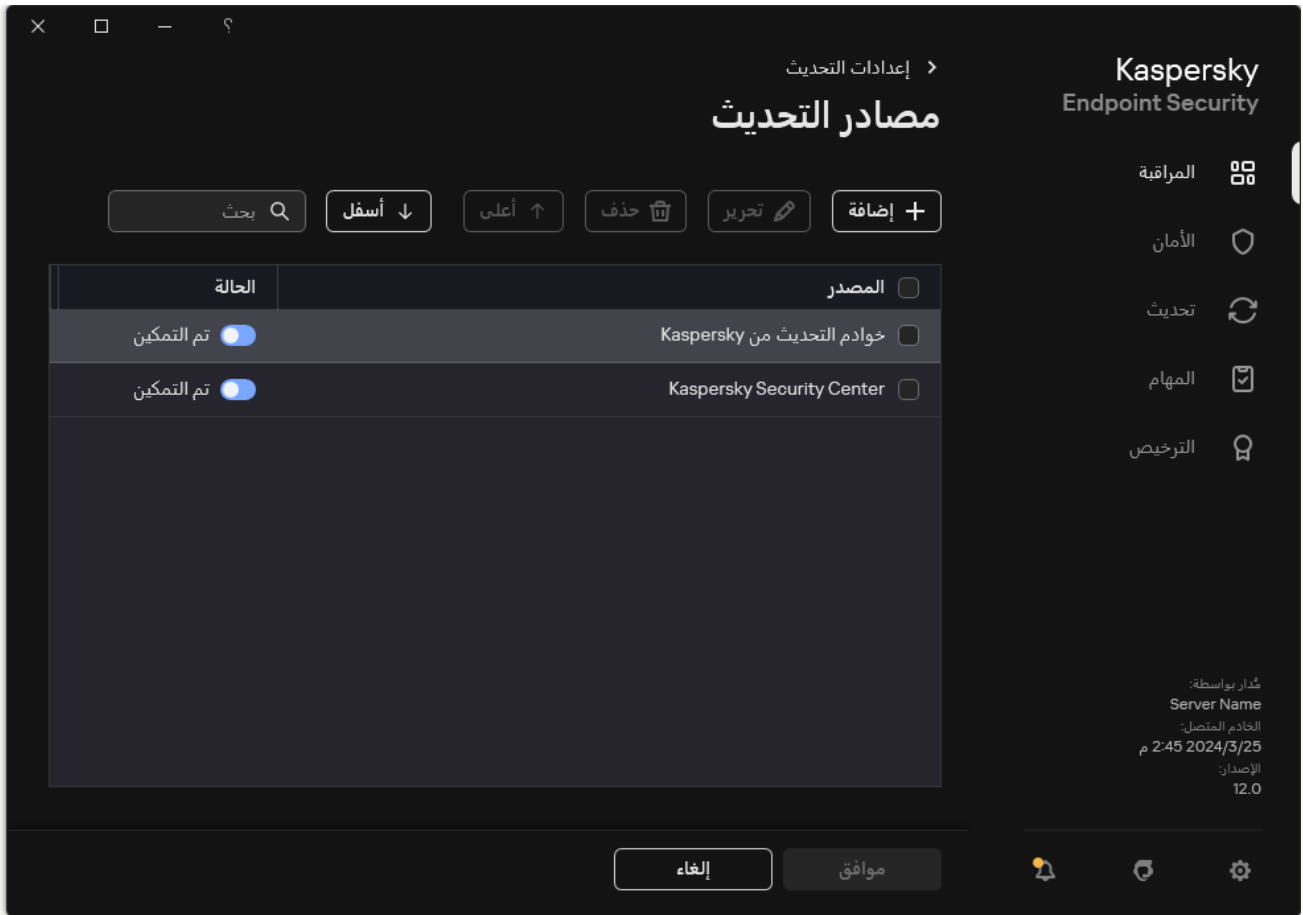 ؟
Kaspersky
Endpoint Security
المراقبة
الأمان
تحديث
المهام
الترخيص
مُدار بواسطة:
Server Name
الخادم المتصل:
2024/3/25 2:45 م
الإصدار:
12.0
إعدادات التحديث
مصادر التحديث
إضافة تحرير حذف أعلى أسفل بحث
المصدر الحالة
خوادم التحديث من Kaspersky تم التمكين
Kaspersky Security Center تم التمكين
موافق إلغاء